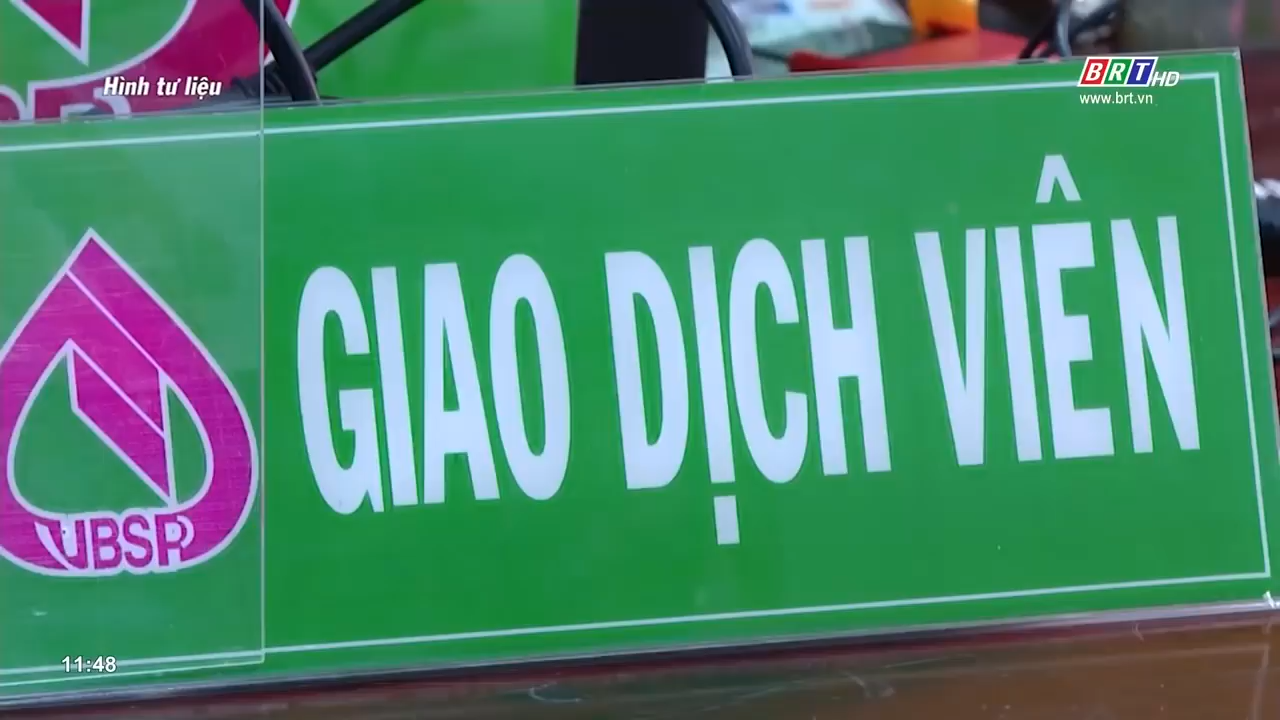 Hình tư liệu
BRT HD
www.brt.vn
GIAO DỊCH VIÊN
VBSP
11:48